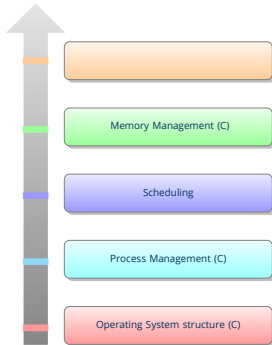 Memory Management (C)
Scheduling
Process Management (C)
Operating System structure (C)